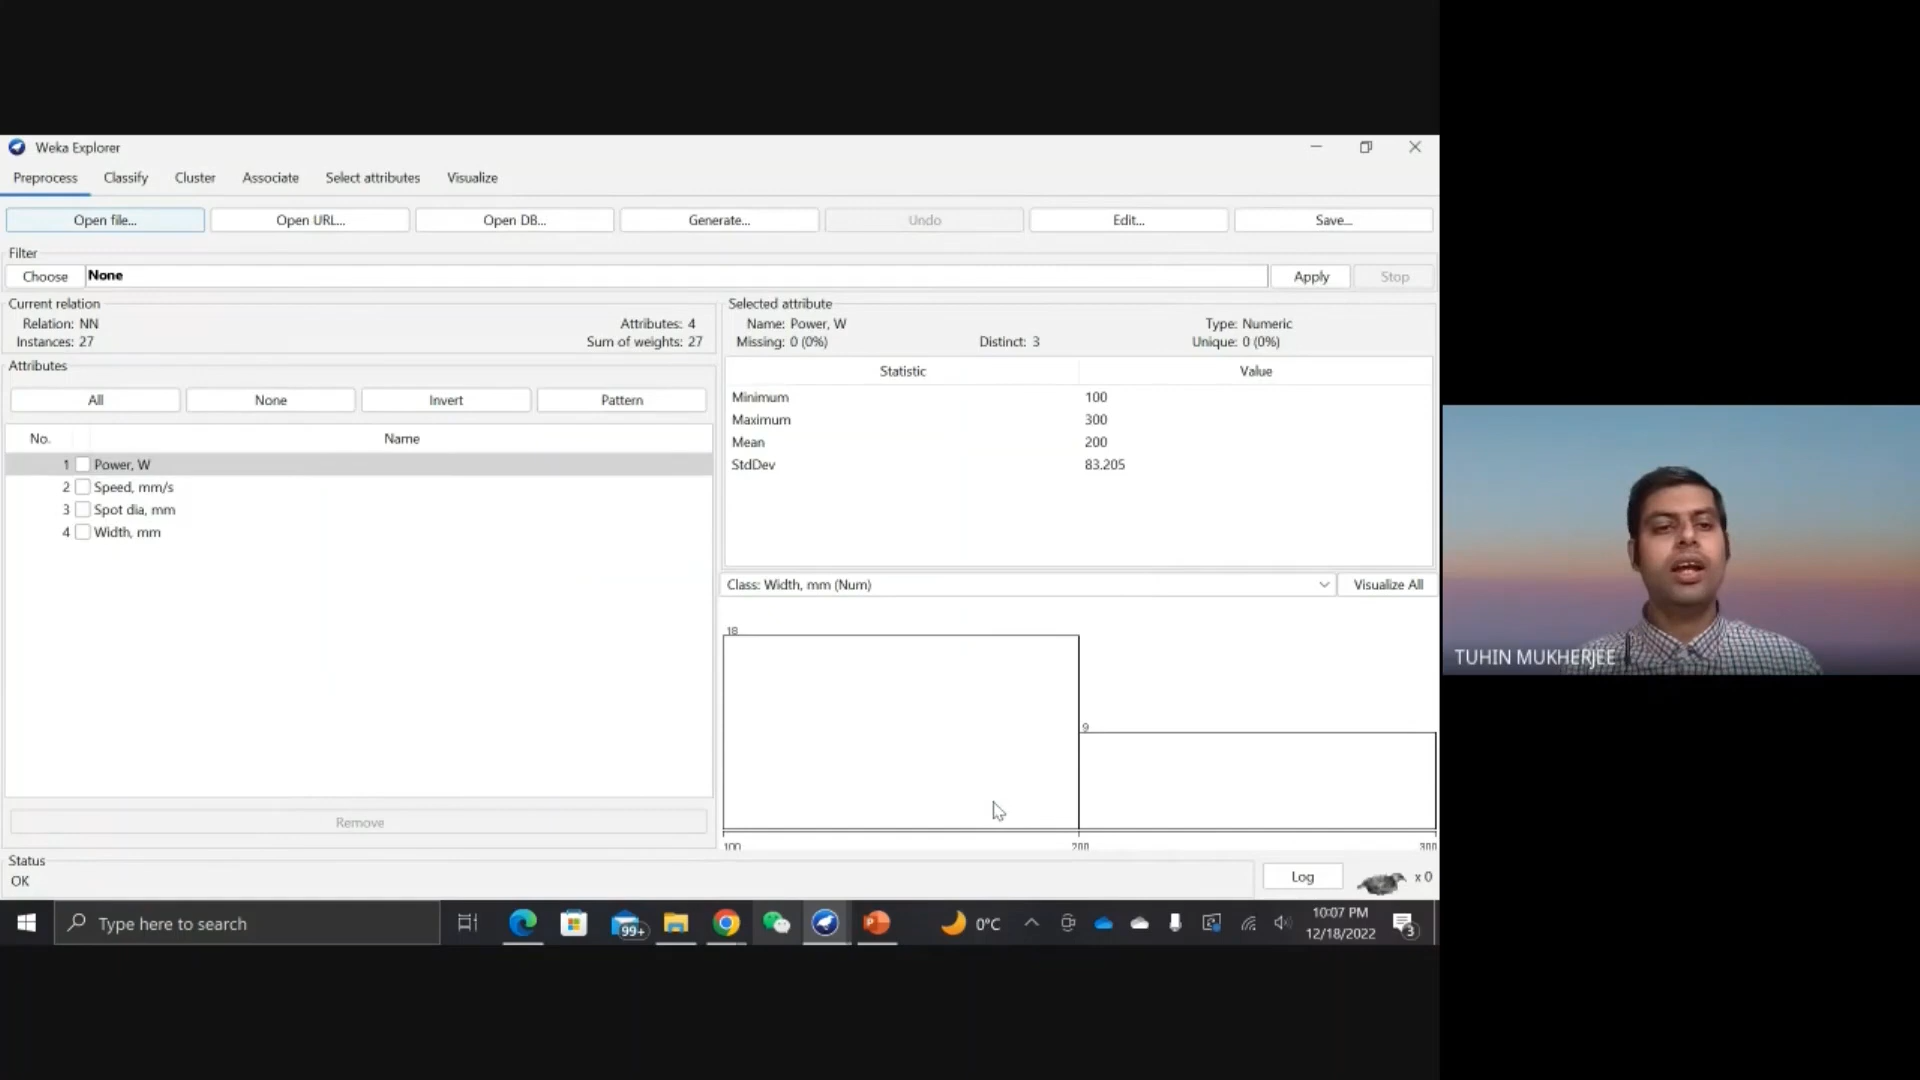 Weka Explorer
Preprocess Classify Cluster Associate Select attributes Visualize
Open file... Open URL... Open DB... Generate... Undo Edit... Save...
Filter
Choose None Apply Stop
Current relation
Relation: NN Attributes: 4
Instances: 27 Sum of weights: 27
Selected attribute
Name: Power, W Type: Numeric
Missing: 0 (0%) Distinct: 3 Unique: 0 (0%)
Attributes
All None Invert Pattern
No. Name
1 Power, W
2 Speed, mm/s
3 Spot dia, mm
4 Width, mm
Remove
Statistic Value
Minimum 100
Maximum 300
Mean 200
StdDev 83.205
Class: Width, mm (Num) Visualize All
18
9
100 200 300
Status
OK
Log x 0
Type here to search 99+ 0°C 10:07 PM
12/18/2022 3
TUHIN MUKHERJEE